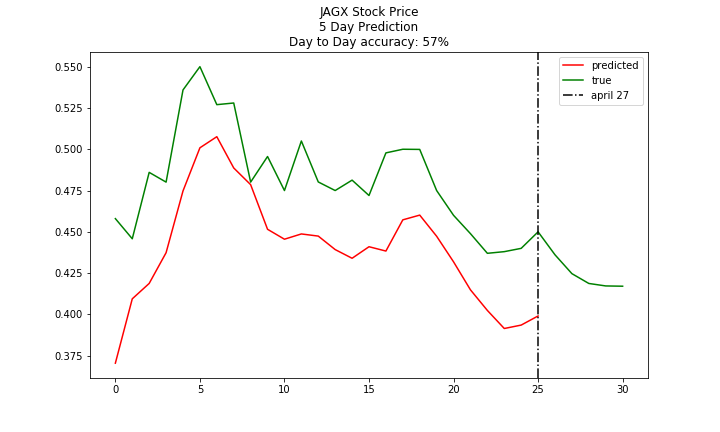 JAGX Stock Price
5 Day Prediction
Day to Day accuracy: 57%
predicted
true
april 27
0.550
0.525
0.500
0.475
0.450
0.425
0.400
0.375
0 5 10 15 20 25 30